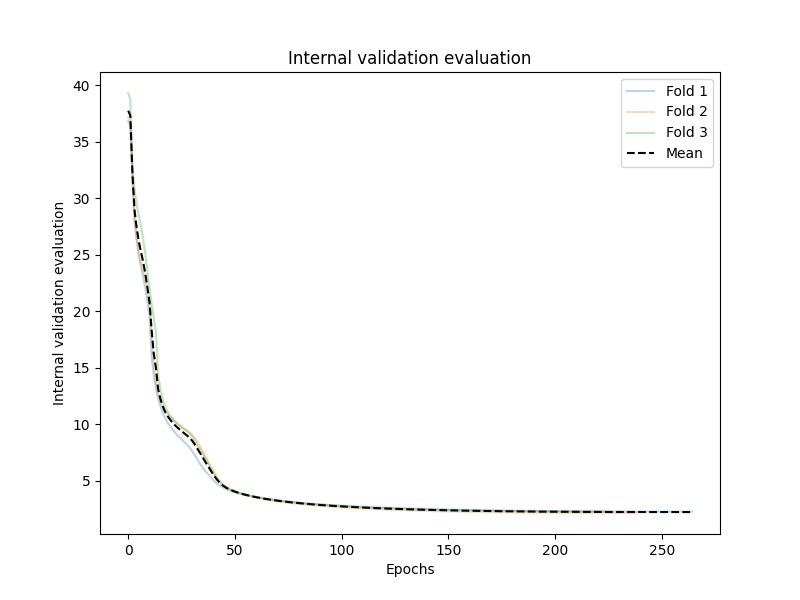 Internal validation evaluation
Fold 1
Fold 2
Fold 3
Mean
Internal validation evaluation
40
35
30
25
20
15
10
5
0
50
100
150
200
250
Epochs